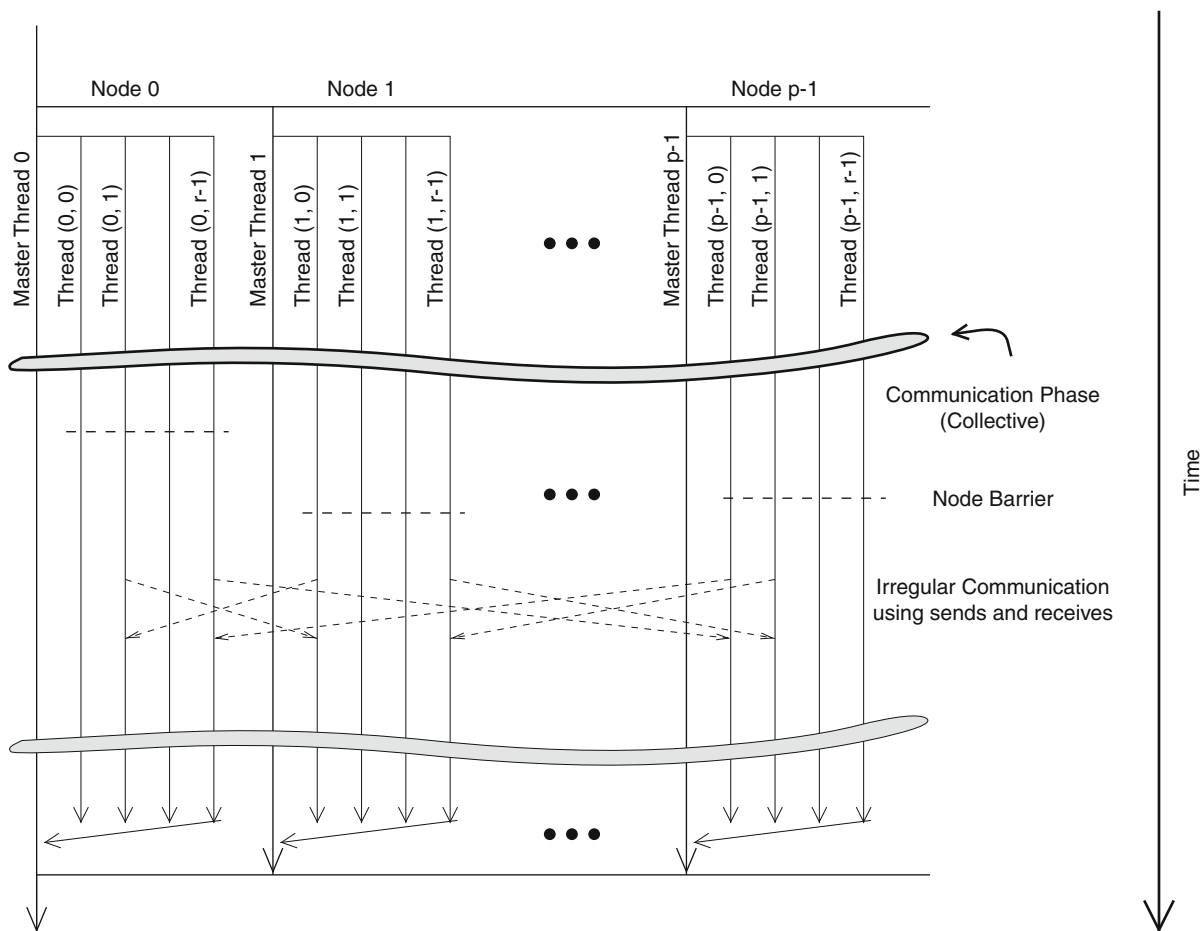 Node 0
Node 1
Node p-1
Master Thread 0
Thread (0, 0)
Thread (0, 1)
Thread (0, r-1)
Master Thread 1
Thread (1, 0)
Thread (1, 1)
Thread (1, r-1)
Master Thread p-1
Thread (p-1, 0)
Thread (p-1, 1)
Thread (p-1, r-1)
Communication Phase
(Collective)
Node Barrier
Irregular Communication
using sends and receives
Time